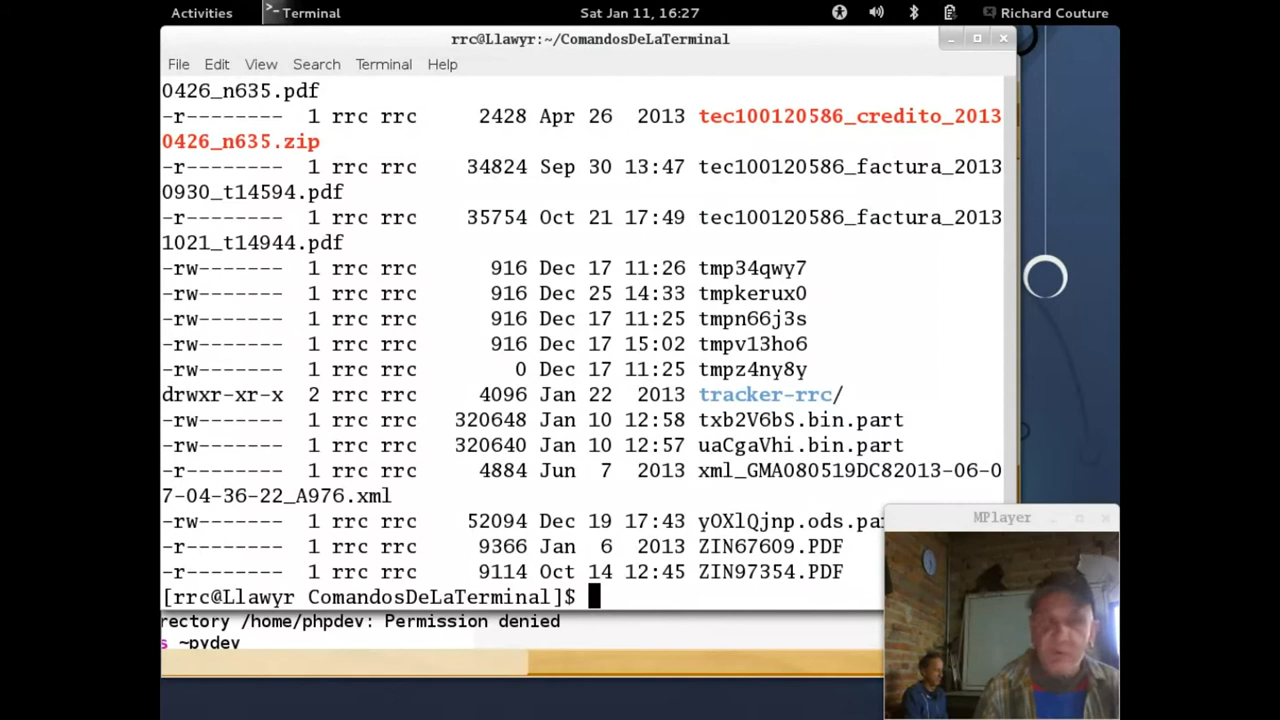 Activities >- Terminal Sat Jan 11, 16:27 Richard Couture
rrc@Llawyr:~/ComandosDeLaTerminal
File Edit View Search Terminal Help
0426_n635.pdf
-r-------- 1 rrc rrc 2428 Apr 26 2013 tec100120586_credito_2013
0426_n635.zip
-r-------- 1 rrc rrc 34824 Sep 30 13:47 tec100120586_factura_2013
0930_t14594.pdf
-r-------- 1 rrc rrc 35754 Oct 21 17:49 tec100120586_factura_2013
1021_t14944.pdf
-rw------- 1 rrc rrc 916 Dec 17 11:26 tmp34qwy7
-rw------- 1 rrc rrc 916 Dec 25 14:33 tmpkerux0
-rw------- 1 rrc rrc 916 Dec 17 11:25 tmpn66j3s
-rw------- 1 rrc rrc 916 Dec 17 15:02 tmpv13ho6
-rw------- 1 rrc rrc 0 Dec 17 11:25 tmpz4ny8y
drwxr-xr-x 2 rrc rrc 4096 Jan 22 2013 tracker-rrc/
-rw------- 1 rrc rrc 320648 Jan 10 12:58 txb2V6bS.bin.part
-rw------- 1 rrc rrc 320640 Jan 10 12:57 uaCgaVhi.bin.part
-r-------- 1 rrc rrc 4884 Jun 7 2013 xml_GMA080519DC82013-06-0
7-04-36-22_A976.xml
-rw------- 1 rrc rrc 52094 Dec 19 17:43 yOXlQjnp.ods.pa
-r-------- 1 rrc rrc 9366 Jan 6 2013 ZIN67609.PDF
-r-------- 1 rrc rrc 9114 Oct 14 12:45 ZIN97354.PDF
[rrc@Llawyr ComandosDeLaTerminal]$
rectory /home/phpdev: Permission denied
s ~pydev
MPlayer